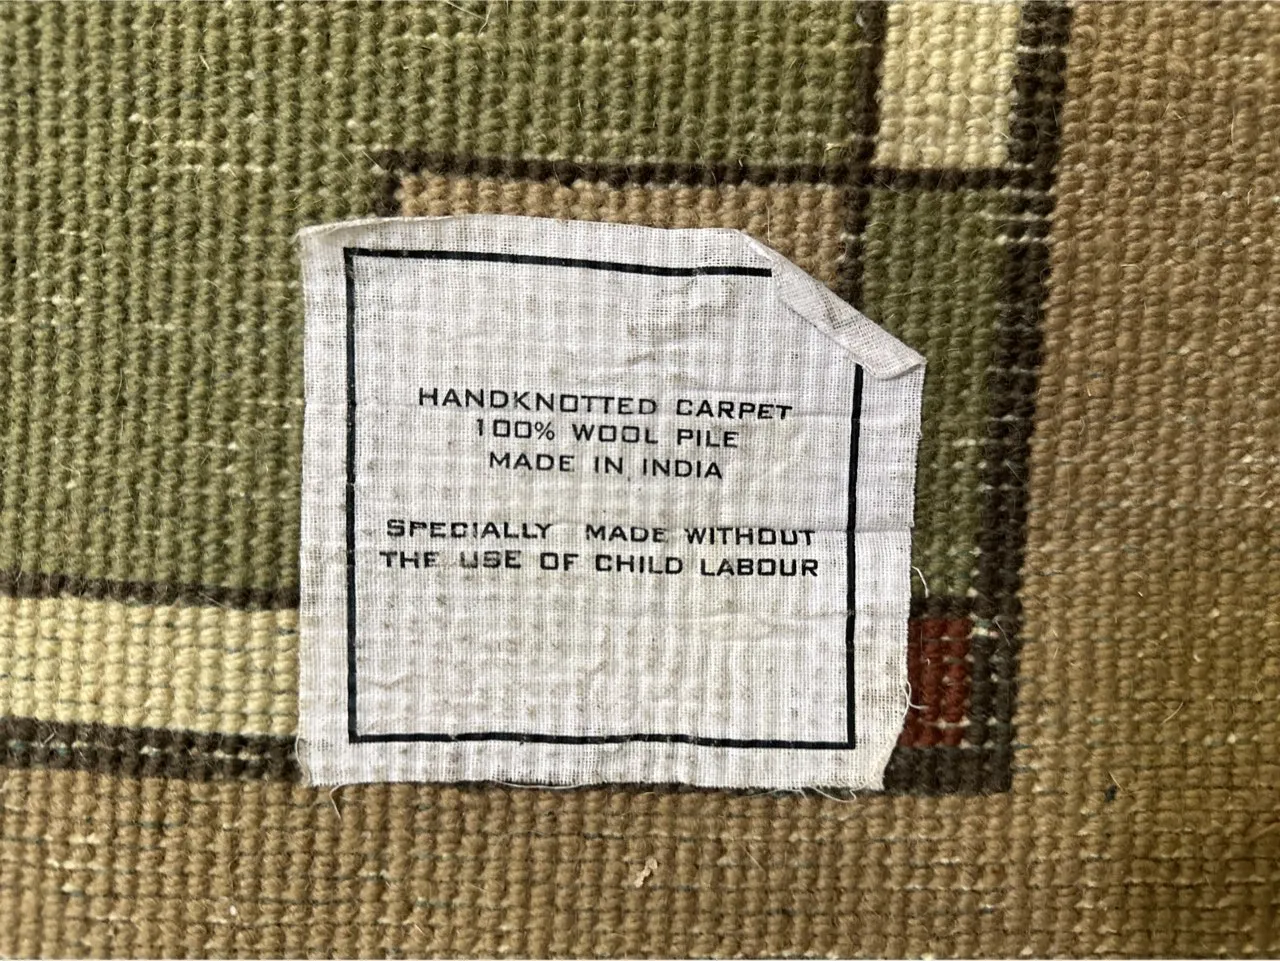 HANDKNOTTED CARPET
100% WOOL PILE
MADE IN INDIA
SPECIALLY MADE WITHOUT
THE USE OF CHILD LABOUR